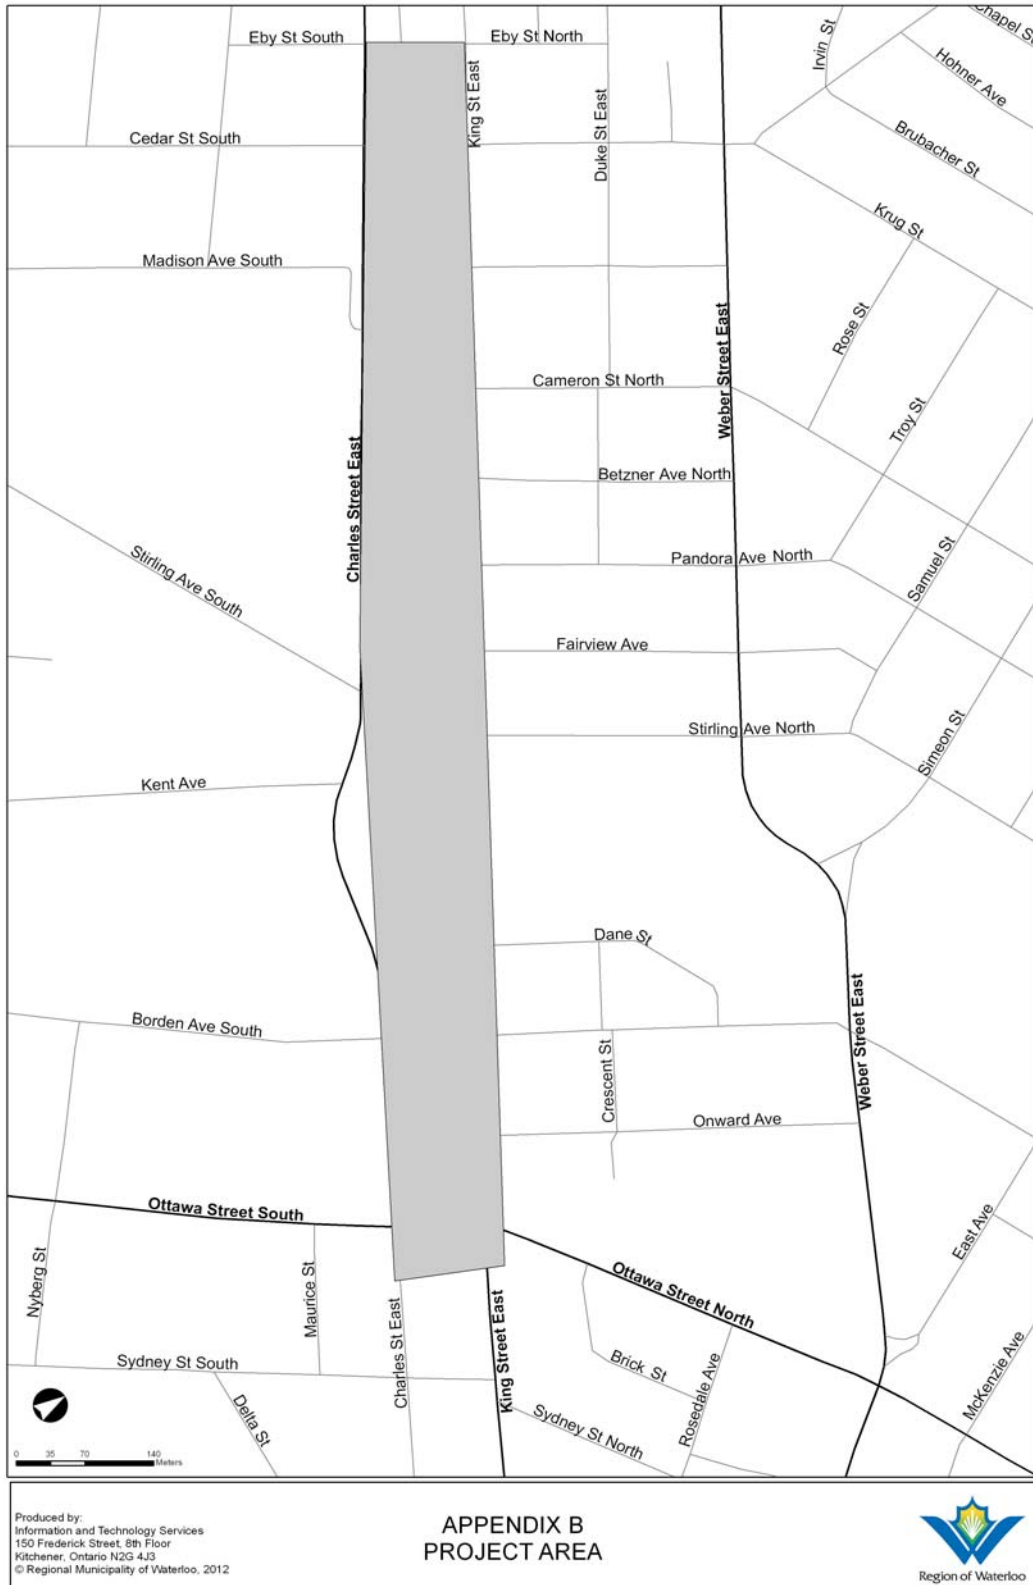 Eby St South
Eby St North
Irvin St
Chapel St
Hohner Ave
King St East
Duke St East
Cedar St South
Brubacher St
Krug St
Madison Ave South
Rose St
Weber Street East
Cameron St North
Troy St
Charles Street East
Betzner Ave North
Stirling Ave South
Pandora Ave North
Samuel St
Fairview Ave
Stirling Ave North
Simeon St
Kent Ave
Dane St
Weber Street East
Borden Ave South
Crescent St
Onward Ave
Ottawa Street South
East Ave
Nyberg St
Maurice St
Charles St East
King Street East
Ottawa Street North
Sydney St South
Brick St
Rosedale Ave
McKenzie Ave
Delta St
Sydney St North
0 35 70 140
Meters
Produced by:
Information and Technology Services
150 Frederick Street, 8th Floor
Kitchener, Ontario N2G 4J3
© Regional Municipality of Waterloo, 2012
APPENDIX B
PROJECT AREA
Region of Waterloo